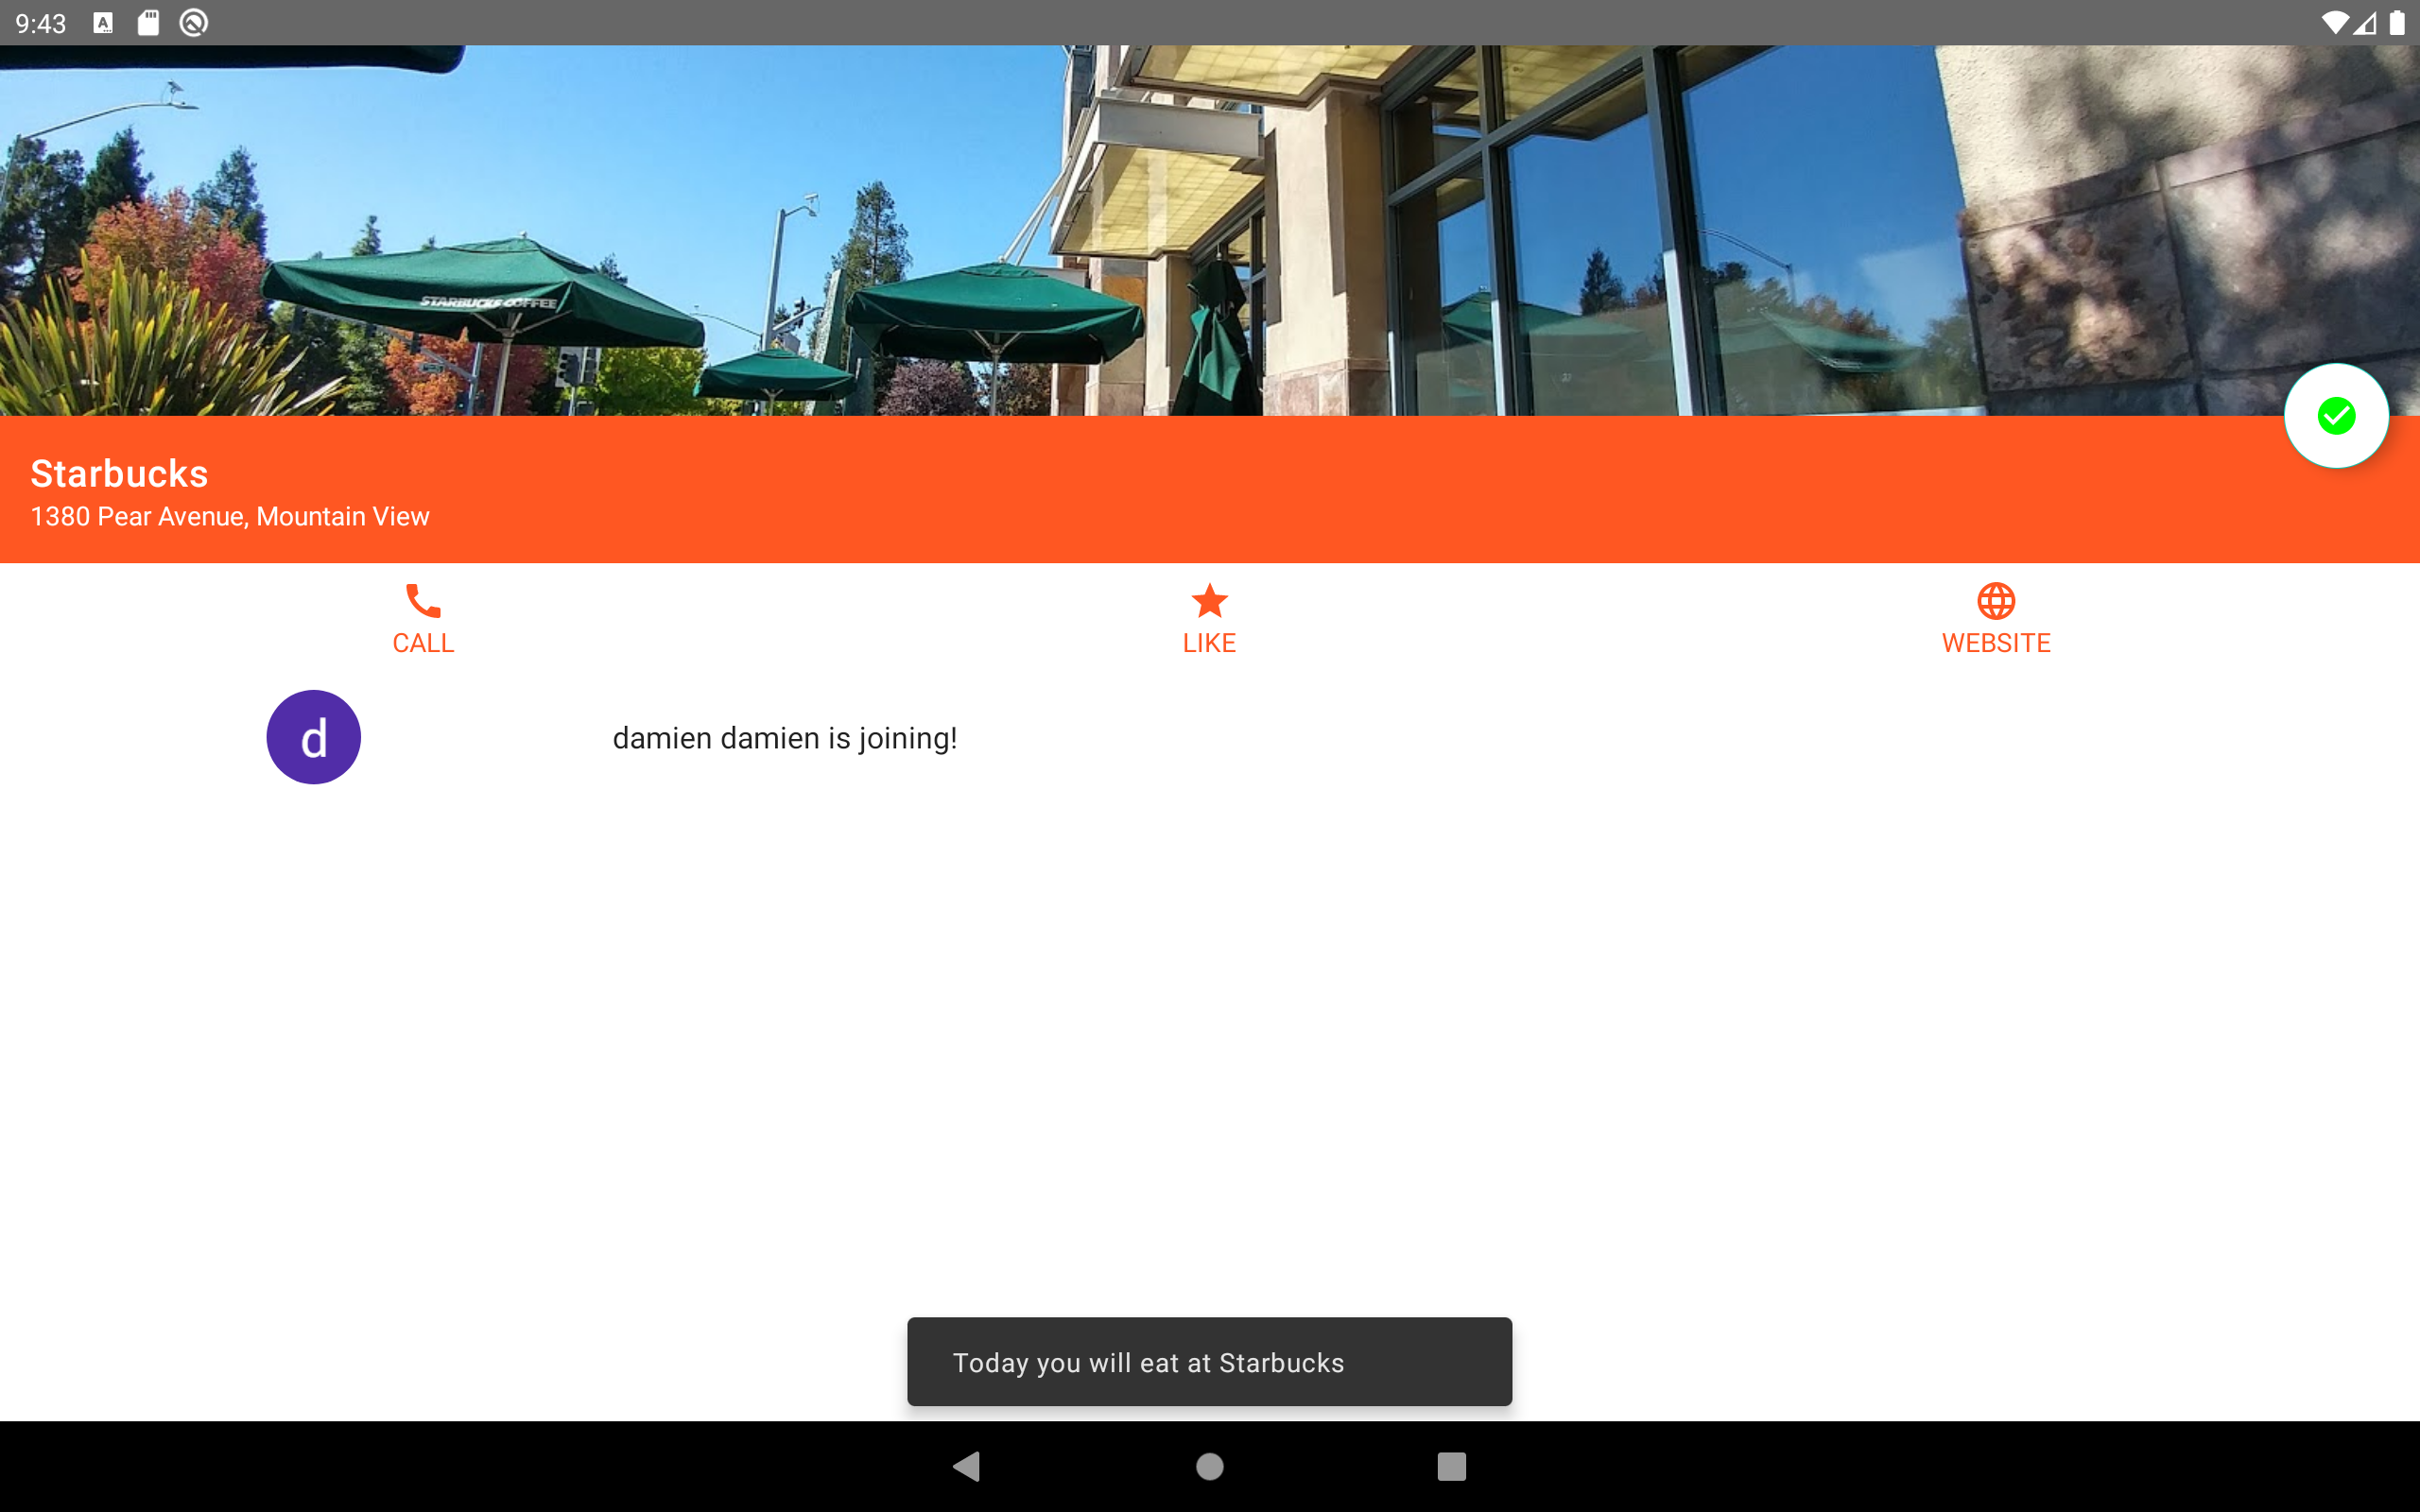 9:43
STARBUCKS COFFEE
Starbucks
1380 Pear Avenue, Mountain View
CALL
LIKE
WEBSITE
d
damien damien is joining!
Today you will eat at Starbucks